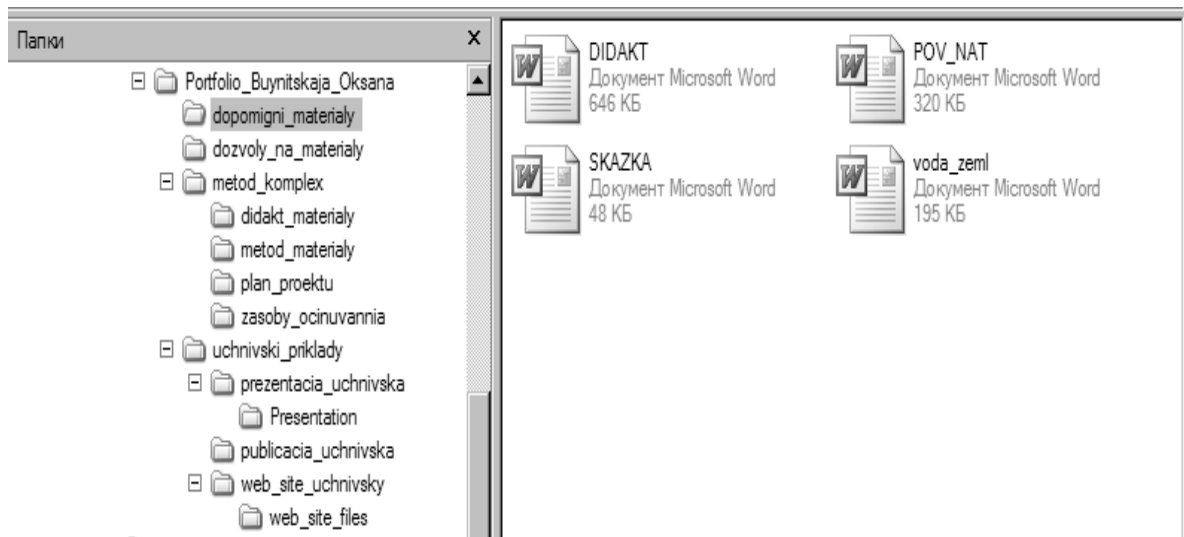 Папки
X
Portfolio_Buynitskaja_Oksana
dopomigni_materialy
dozvoly_na_materialy
metod_komplex
didakt_materialy
metod_materialy
plan_proektu
zasoby_ocinuvannia
uchnivski_priklady
prezentacia_uchnivska
Presentation
publicacia_uchnivska
web_site_uchnivsky
web_site_files
DIDAKT
Документ Microsoft Word
646 КБ
POV_NAT
Документ Microsoft Word
320 КБ
SKAZKA
Документ Microsoft Word
48 КБ
voda_zeml
Документ Microsoft Word
195 КБ